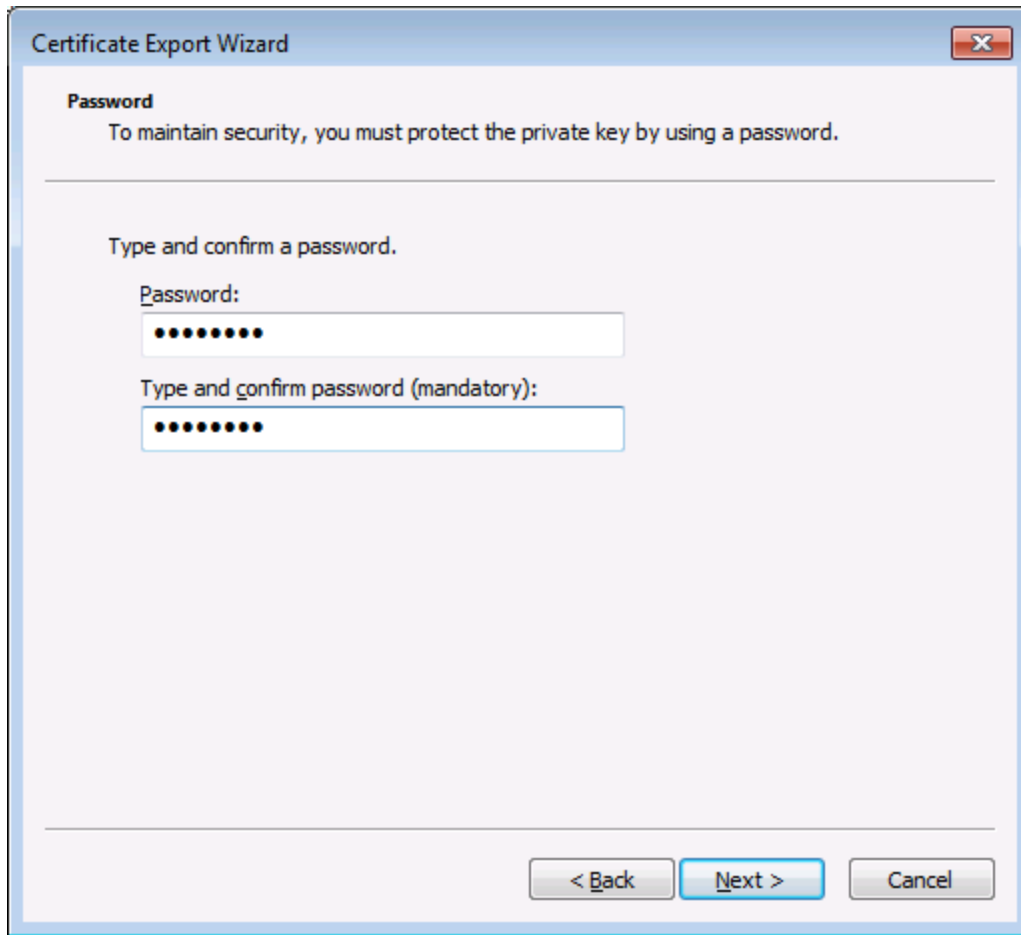 Certificate Export Wizard
Password
To maintain security, you must protect the private key by using a password.
Type and confirm a password.
Password:
••••••••
Type and confirm password (mandatory):
••••••••
< Back
Next >
Cancel